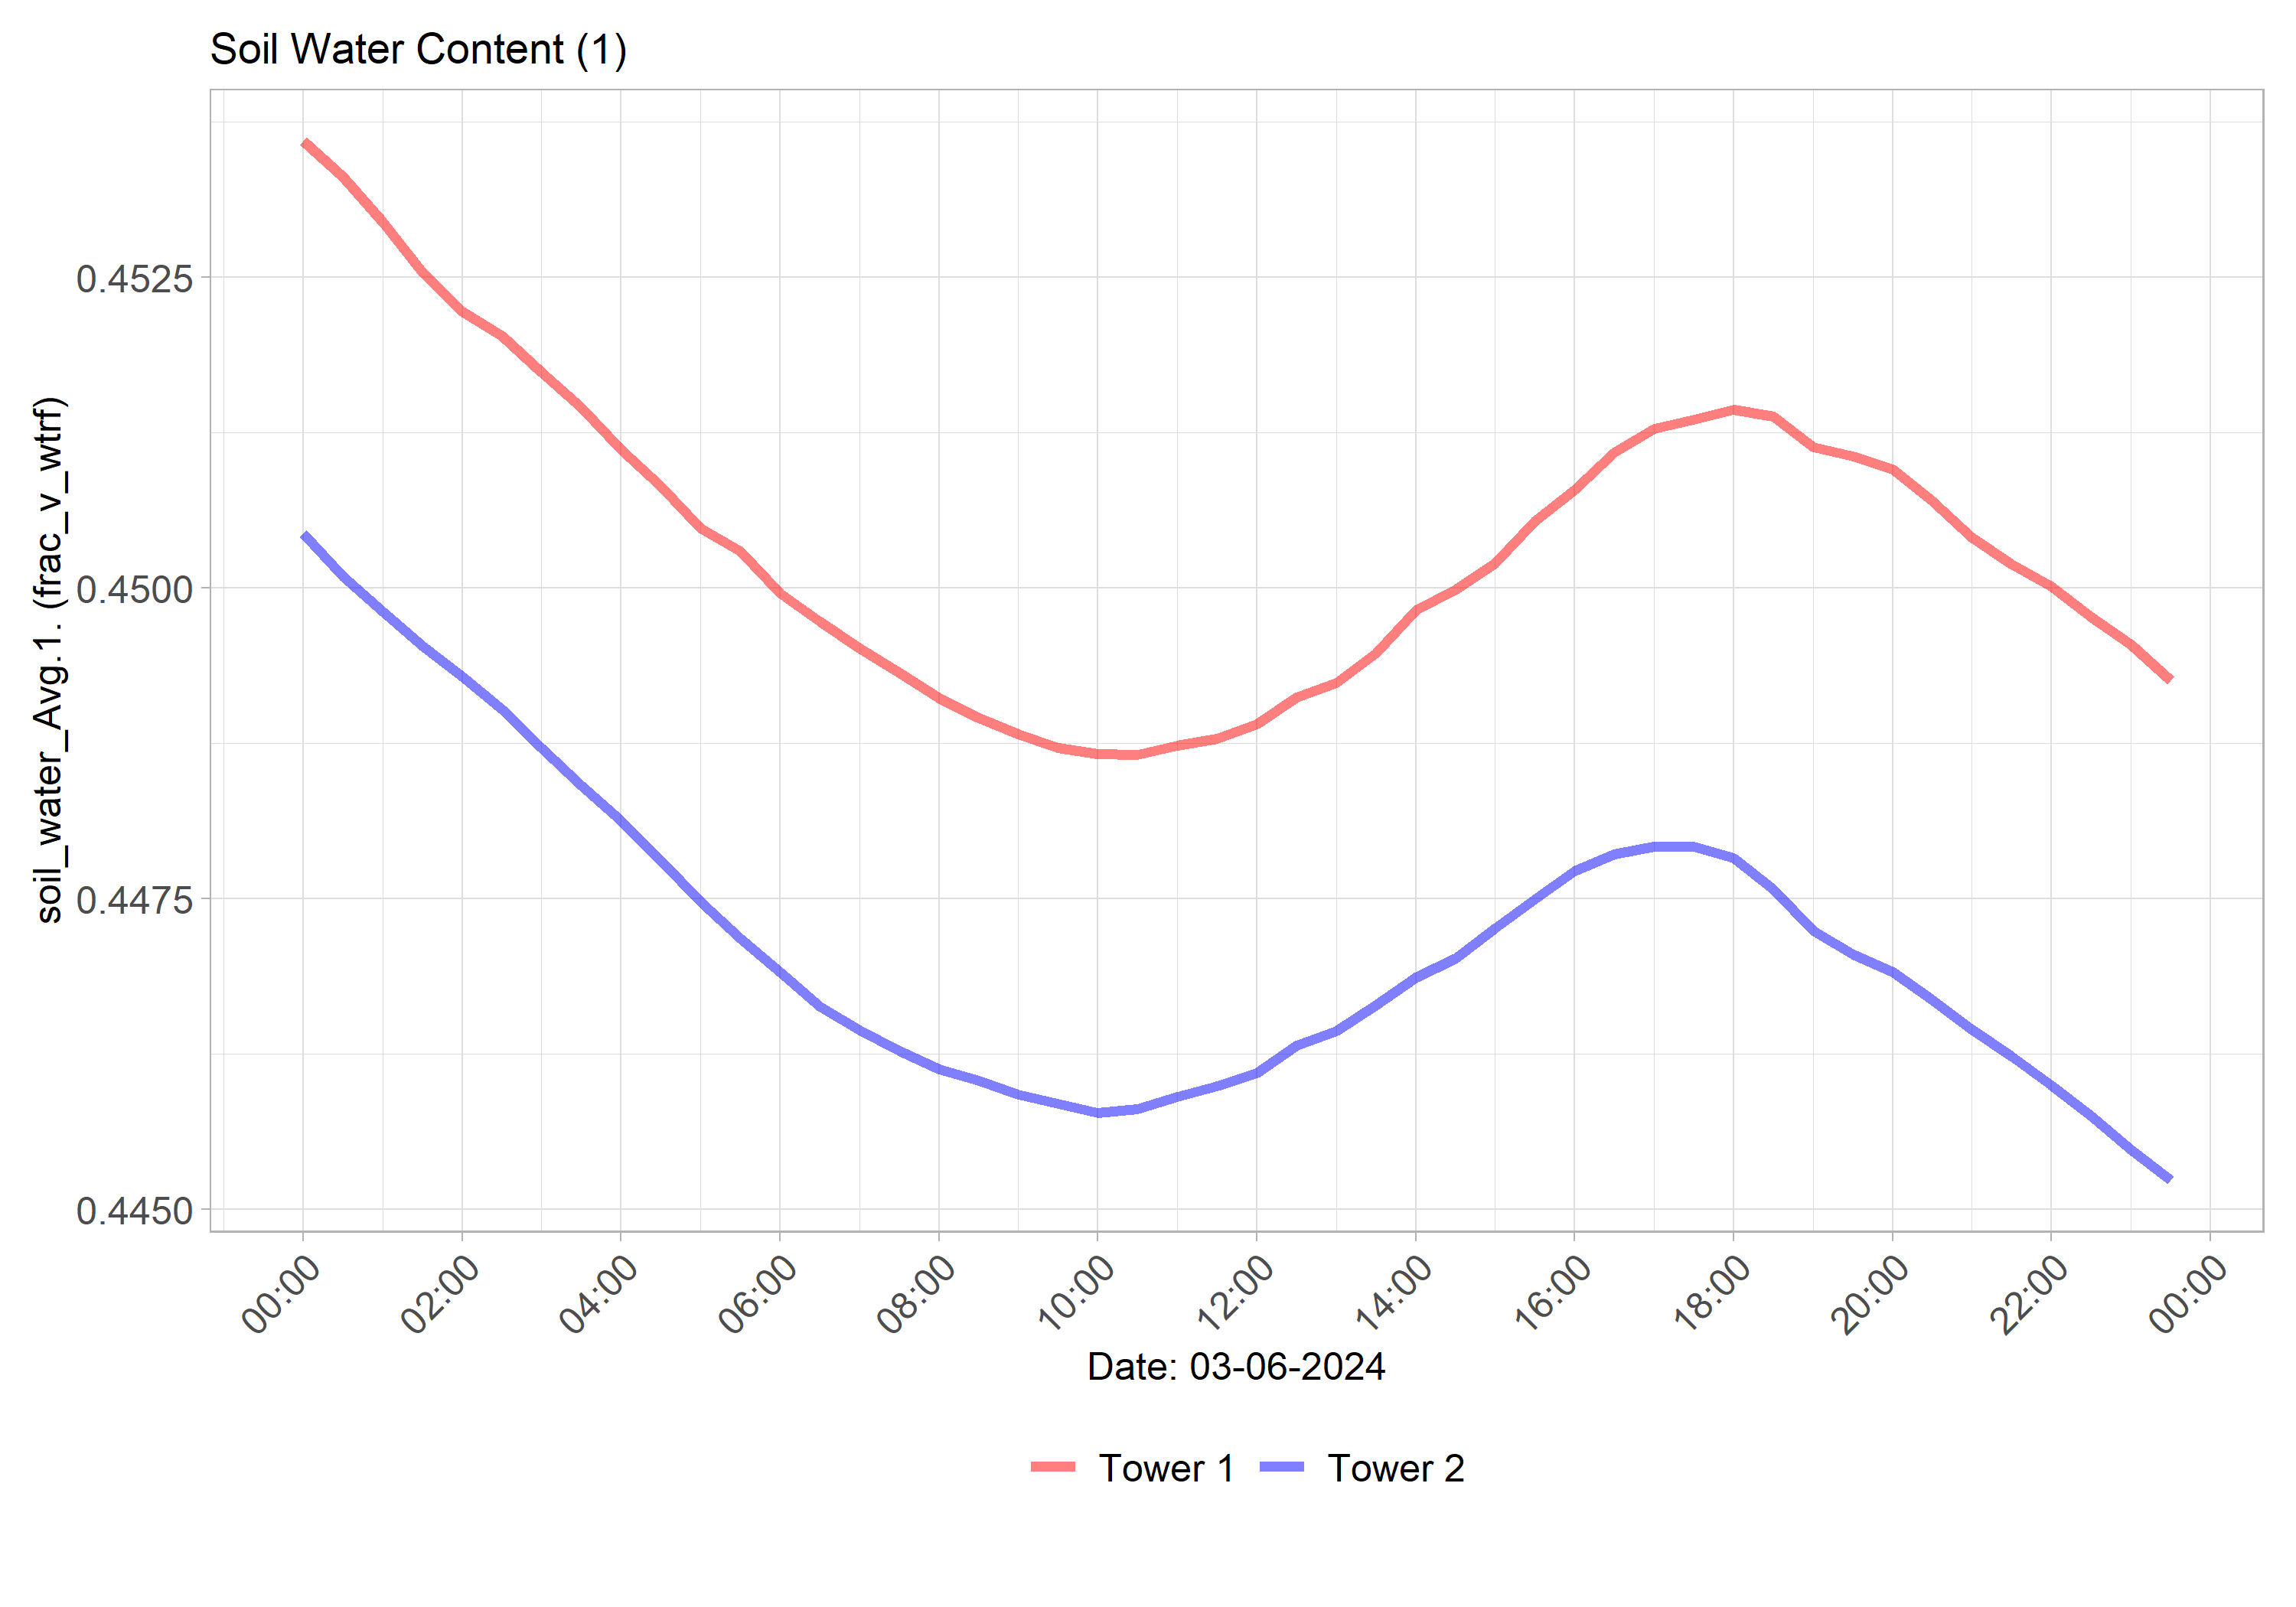 Soil Water Content (1)
soil_water_Avg.1. (frac_v_wtrf)
0.4525
0.4500
0.4475
0.4450
00:00 02:00 04:00 06:00 08:00 10:00 12:00 14:00 16:00 18:00 20:00 22:00 00:00
Date: 03-06-2024
Tower 1 Tower 2